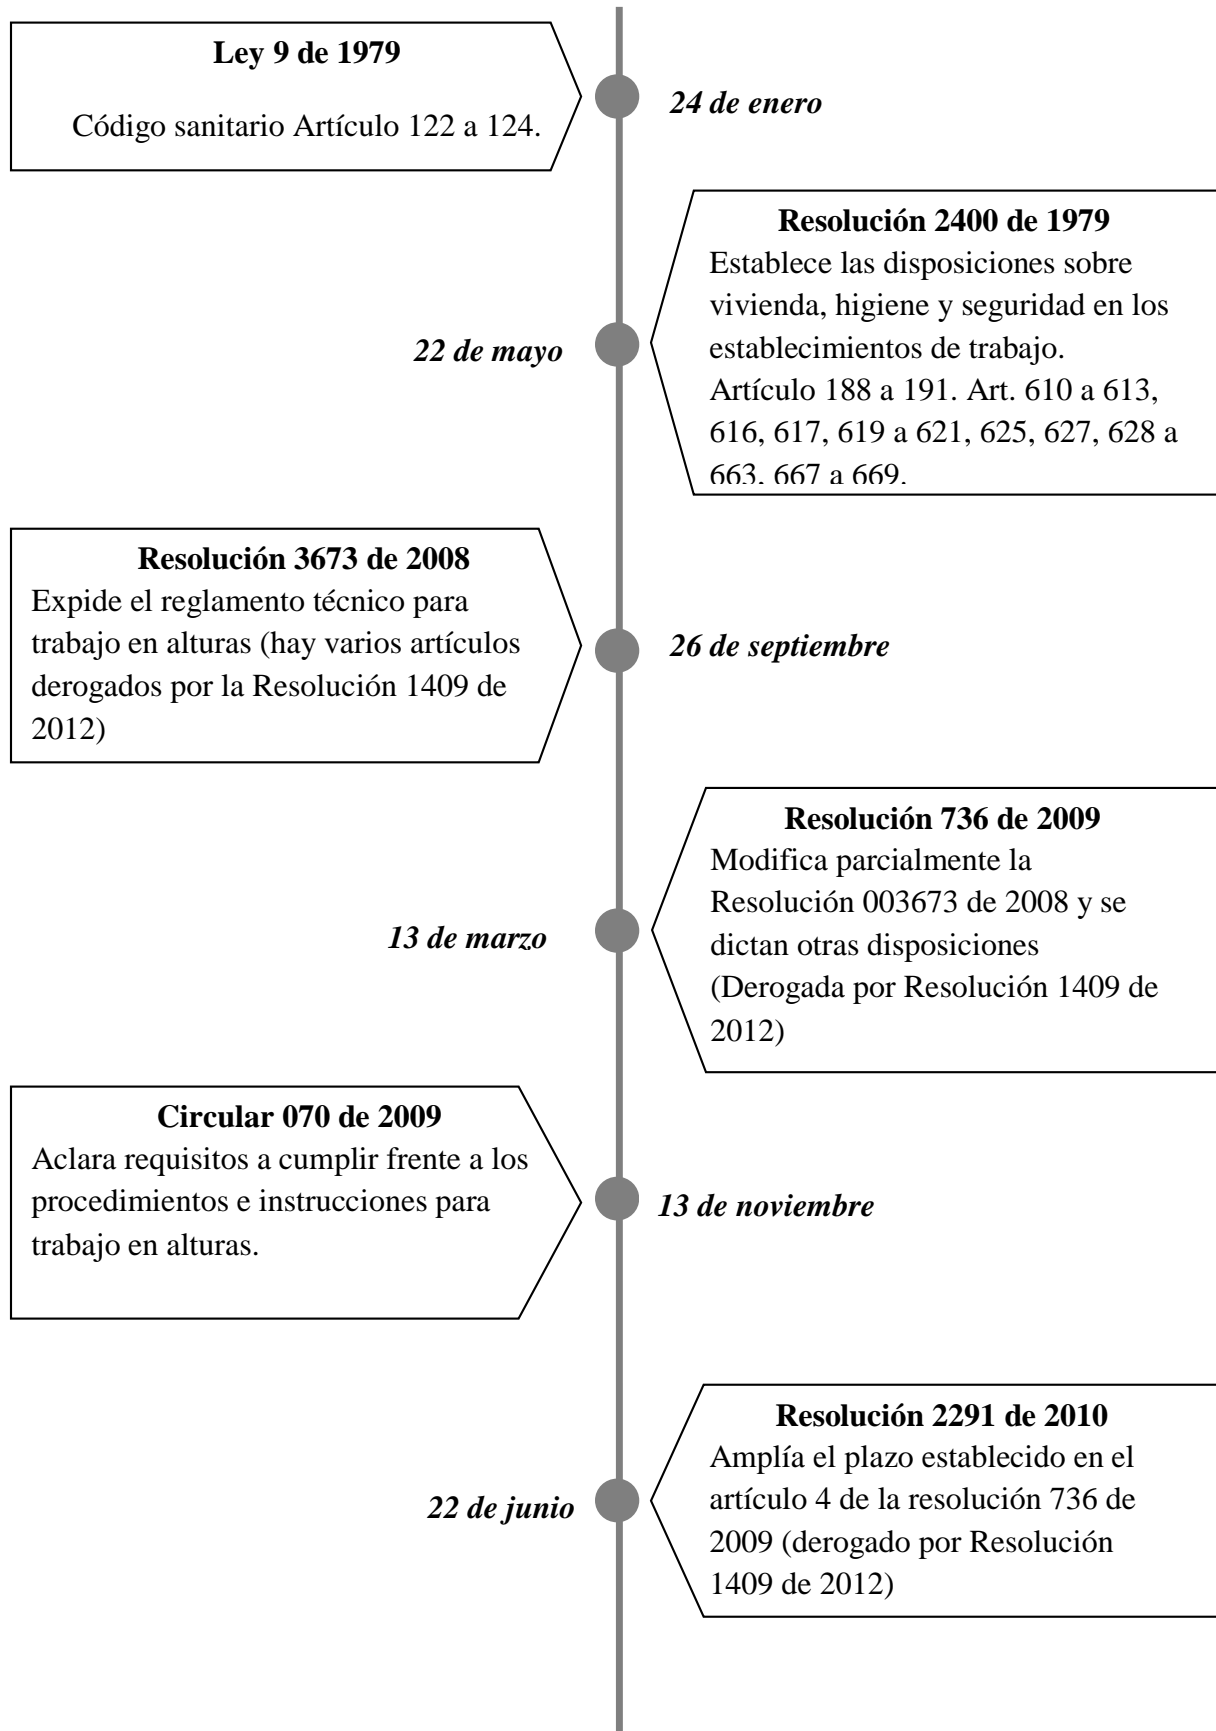 Ley 9 de 1979
Código sanitario Artículo 122 a 124.
24 de enero
Resolución 2400 de 1979
Establece las disposiciones sobre
vivienda, higiene y seguridad en los
establecimientos de trabajo.
Artículo 188 a 191. Art. 610 a 613,
616, 617, 619 a 621, 625, 627, 628 a
663, 667 a 669.
22 de mayo
Resolución 3673 de 2008
Expide el reglamento técnico para
trabajo en alturas (hay varios artículos
derogados por la Resolución 1409 de
2012)
26 de septiembre
Resolución 736 de 2009
Modifica parcialmente la
Resolución 003673 de 2008 y se
dictan otras disposiciones
(Derogada por Resolución 1409 de
2012)
13 de marzo
Circular 070 de 2009
Aclara requisitos a cumplir frente a los
procedimientos e instrucciones para
trabajo en alturas.
13 de noviembre
Resolución 2291 de 2010
Amplía el plazo establecido en el
artículo 4 de la resolución 736 de
2009 (derogado por Resolución
1409 de 2012)
22 de junio